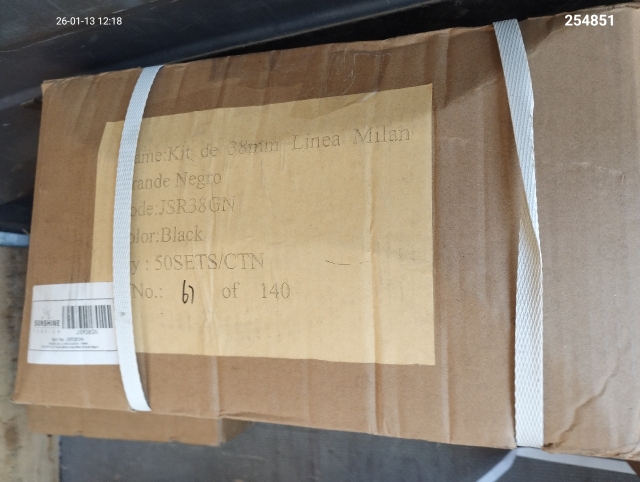 26-01-13 12:18
254851
ame:Kit de 38mm Linea Milan
rande Negro
ode:JSR38GN
olor:Black
y : 50SETS/CTN
No.: 61 of 140
SUNSHINE